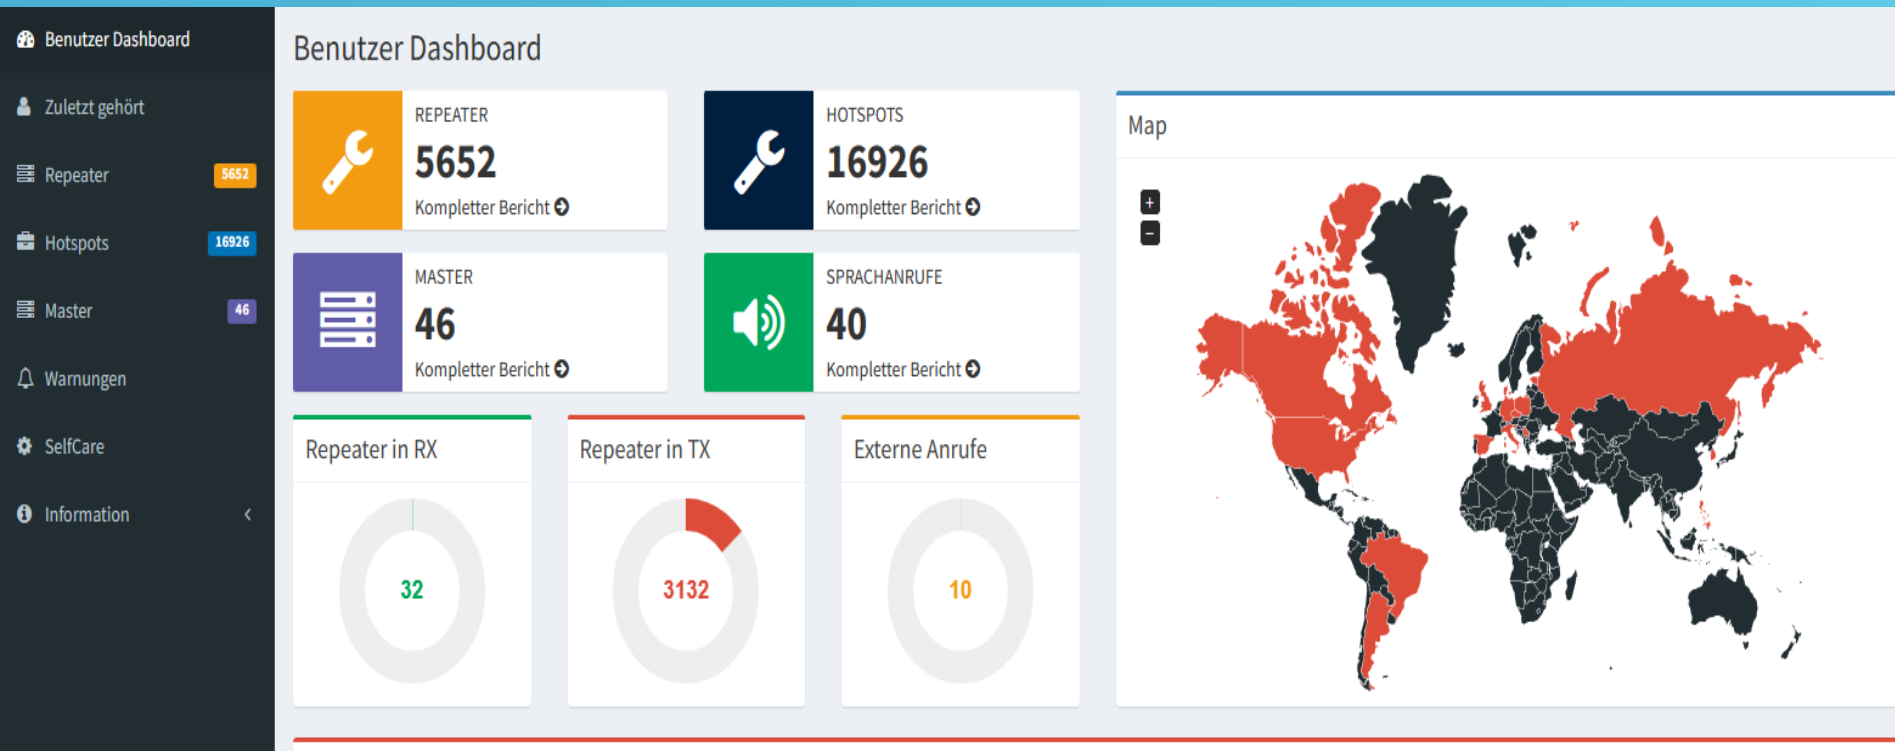 Benutzer Dashboard
Zuletzt gehört
Repeater 5652
Hotspots 16926
Master 46
Warnungen
SelfCare
Information
Benutzer Dashboard
REPEATER
5652
Kompletter Bericht
HOTSPOTS
16926
Kompletter Bericht
MASTER
46
Kompletter Bericht
SPRACHANRUFE
40
Kompletter Bericht
Repeater in RX
32
Repeater in TX
3132
Externe Anrufe
10
Map
+
−